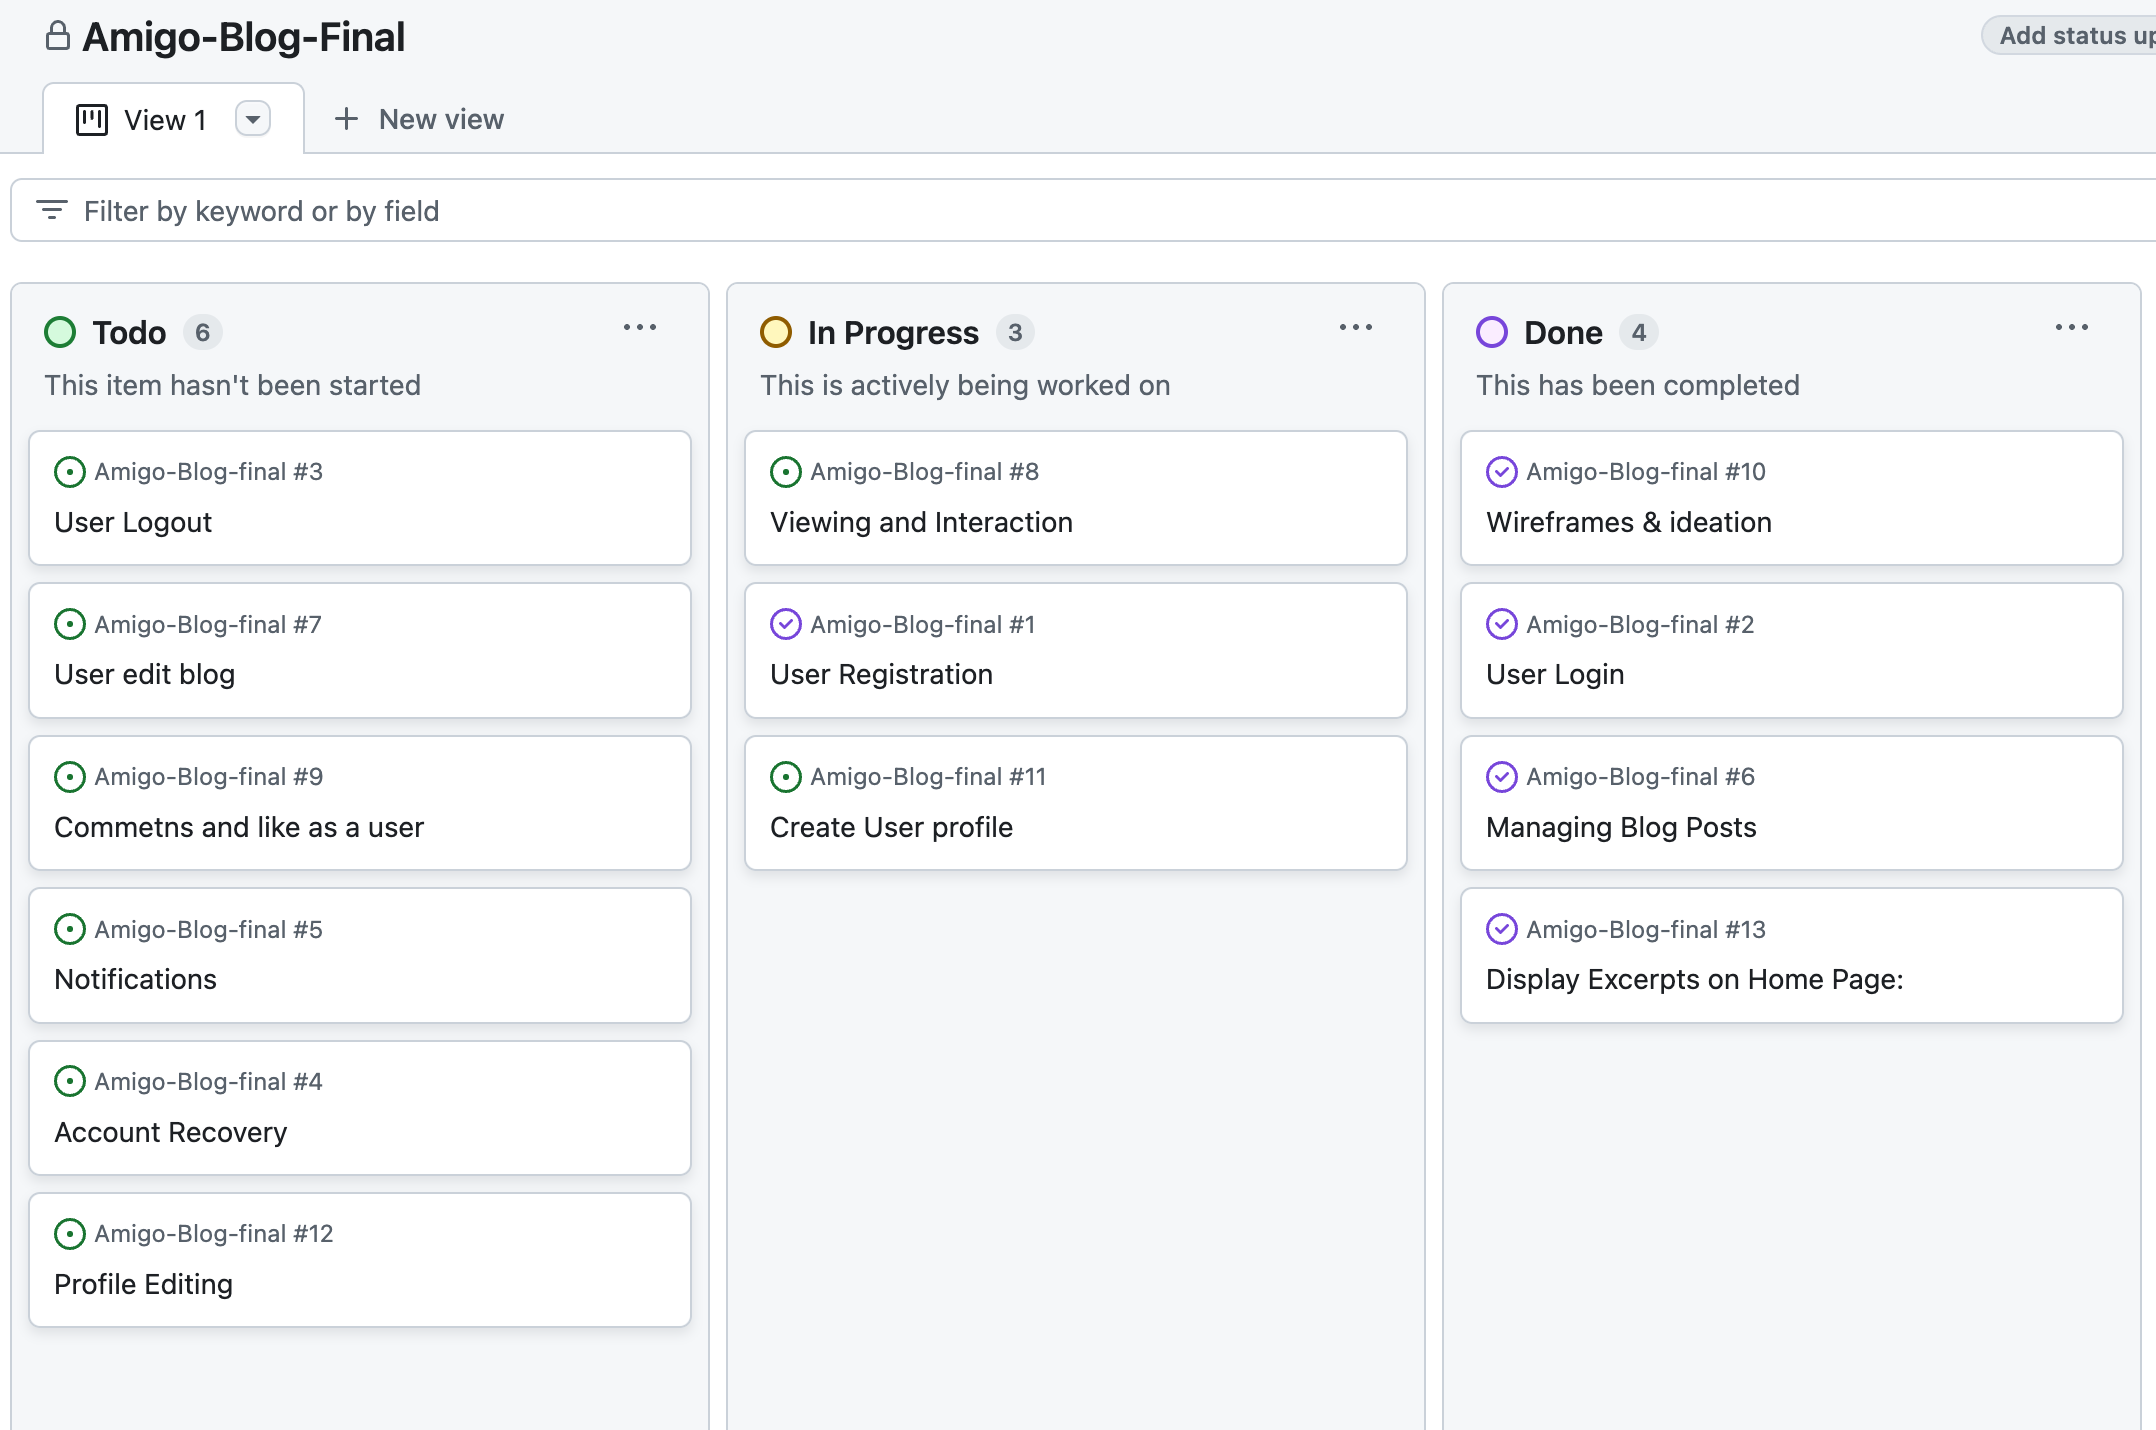 Amigo-Blog-Final
Add status up
View 1
New view
Filter by keyword or by field
Todo 6
This item hasn't been started
Amigo-Blog-final #3
User Logout
Amigo-Blog-final #7
User edit blog
Amigo-Blog-final #9
Commetns and like as a user
Amigo-Blog-final #5
Notifications
Amigo-Blog-final #4
Account Recovery
Amigo-Blog-final #12
Profile Editing
In Progress 3
This is actively being worked on
Amigo-Blog-final #8
Viewing and Interaction
Amigo-Blog-final #1
User Registration
Amigo-Blog-final #11
Create User profile
Done 4
This has been completed
Amigo-Blog-final #10
Wireframes & ideation
Amigo-Blog-final #2
User Login
Amigo-Blog-final #6
Managing Blog Posts
Amigo-Blog-final #13
Display Excerpts on Home Page: